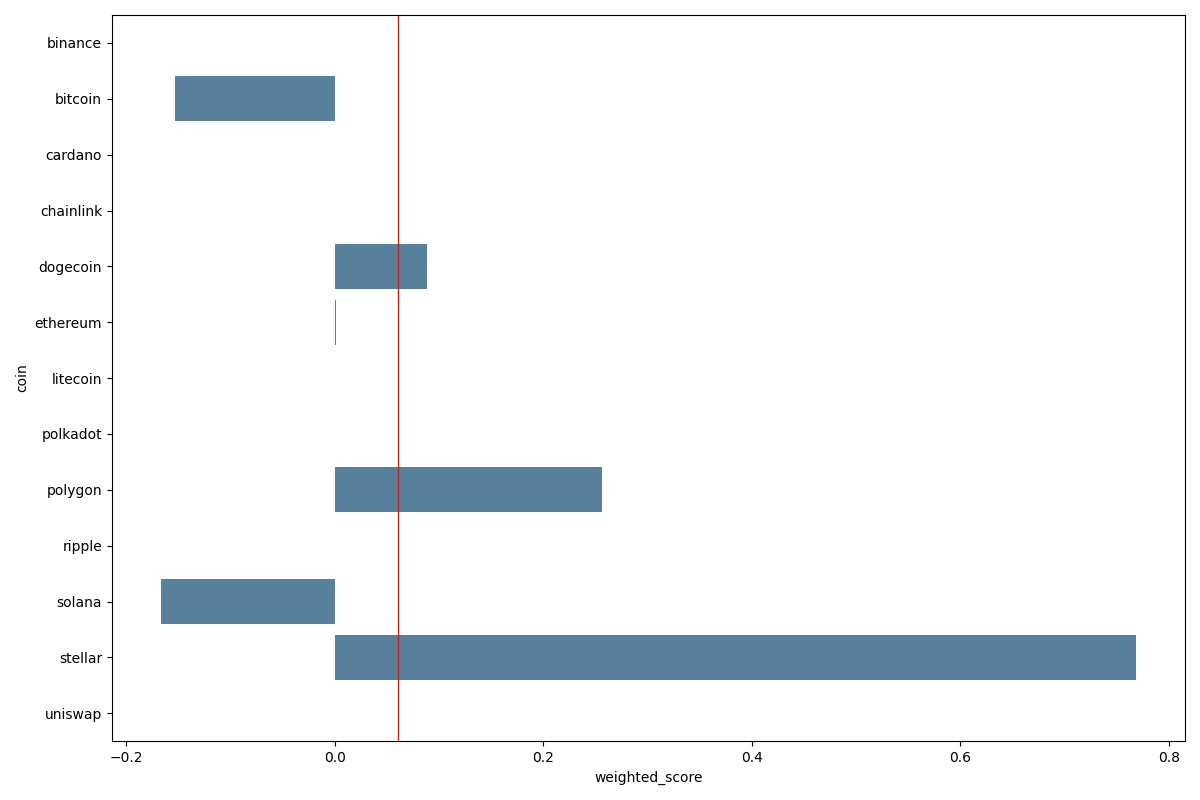 binance
bitcoin
cardano
chainlink
dogecoin
ethereum
litecoin
polkadot
polygon
ripple
solana
stellar
uniswap
coin
−0.2 0.0 0.2 0.4 0.6 0.8
weighted_score